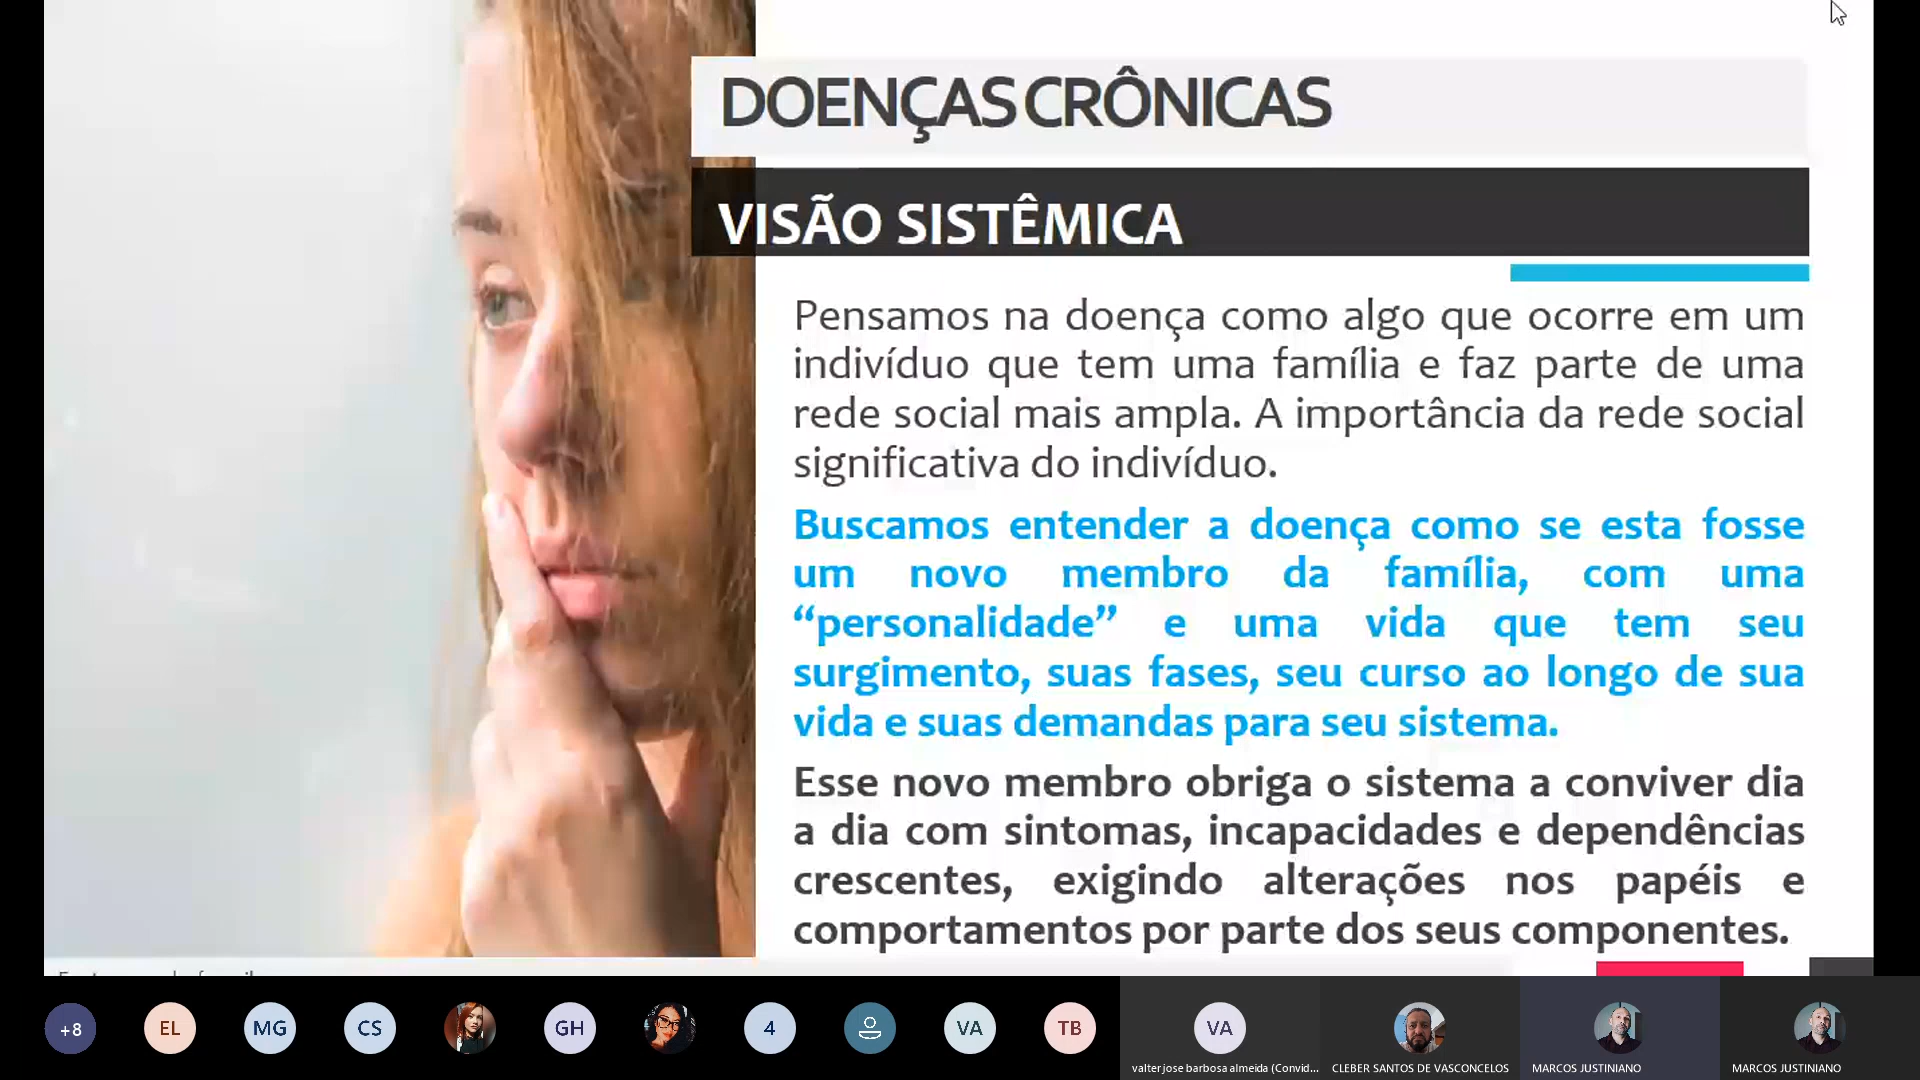 DOENÇAS CRÔNICAS
VISÃO SISTÊMICA
Pensamos na doença como algo que ocorre em um
indivíduo que tem uma família e faz parte de uma
rede social mais ampla. A importância da rede social
significativa do indivíduo.
Buscamos entender a doença como se esta fosse
um novo membro da família, com uma
“personalidade” e uma vida que tem seu
surgimento, suas fases, seu curso ao longo de sua
vida e suas demandas para seu sistema.
Esse novo membro obriga o sistema a conviver dia
a dia com sintomas, incapacidades e dependências
crescentes, exigindo alterações nos papéis e
comportamentos por parte dos seus componentes.
+8 EL MG CS GH 4 VA TB VA
valter jose barbosa almeida (Convid... CLEBER SANTOS DE VASCONCELOS MARCOS JUSTINIANO MARCOS JUSTINIANO